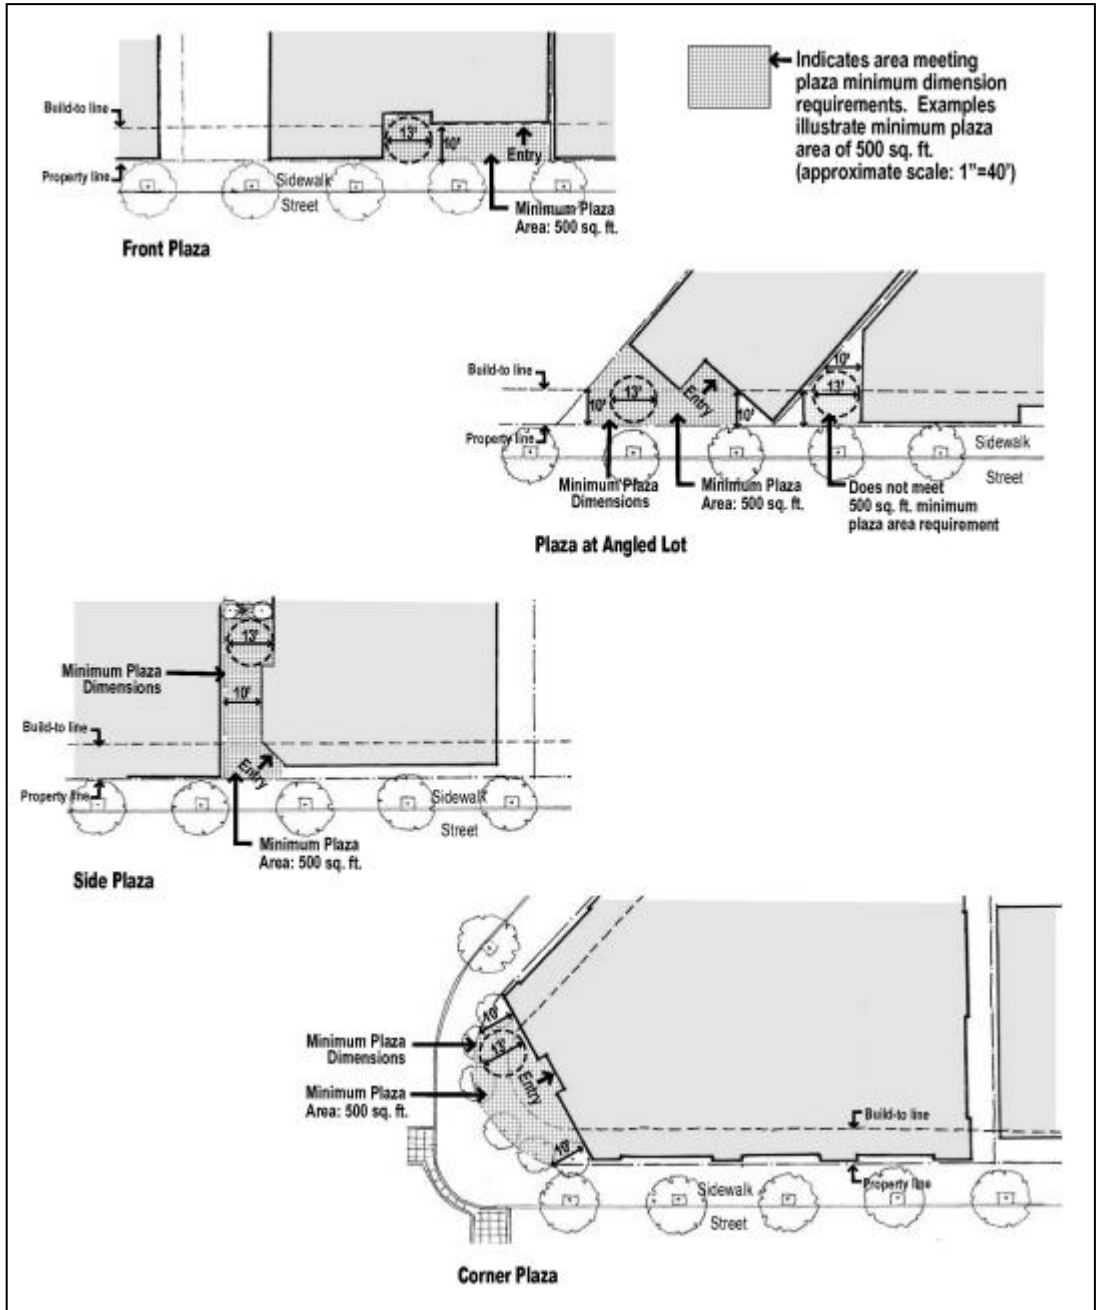 Indicates area meeting
plaza minimum dimension
requirements. Examples
illustrate minimum plaza
area of 500 sq. ft.
(approximate scale: 1"=40')
Build-to line
13'
10'
Entry
Property line
Sidewalk
Street
Minimum Plaza
Area: 500 sq. ft.
Front Plaza
Build-to line
10'
13'
Entry
10'
10'
13'
Property line
Sidewalk
Street
Minimum Plaza
Dimensions
Minimum Plaza
Area: 500 sq. ft.
Does not meet
500 sq. ft. minimum
plaza area requirement
Plaza at Angled Lot
13'
Minimum Plaza
Dimensions
10'
Build-to line
Entry
Property line
Sidewalk
Street
Minimum Plaza
Area: 500 sq. ft.
Side Plaza
10'
Minimum Plaza
Dimensions
13'
Entry
Minimum Plaza
Area: 500 sq. ft.
Build-to line
10'
Property line
Sidewalk
Street
Corner Plaza